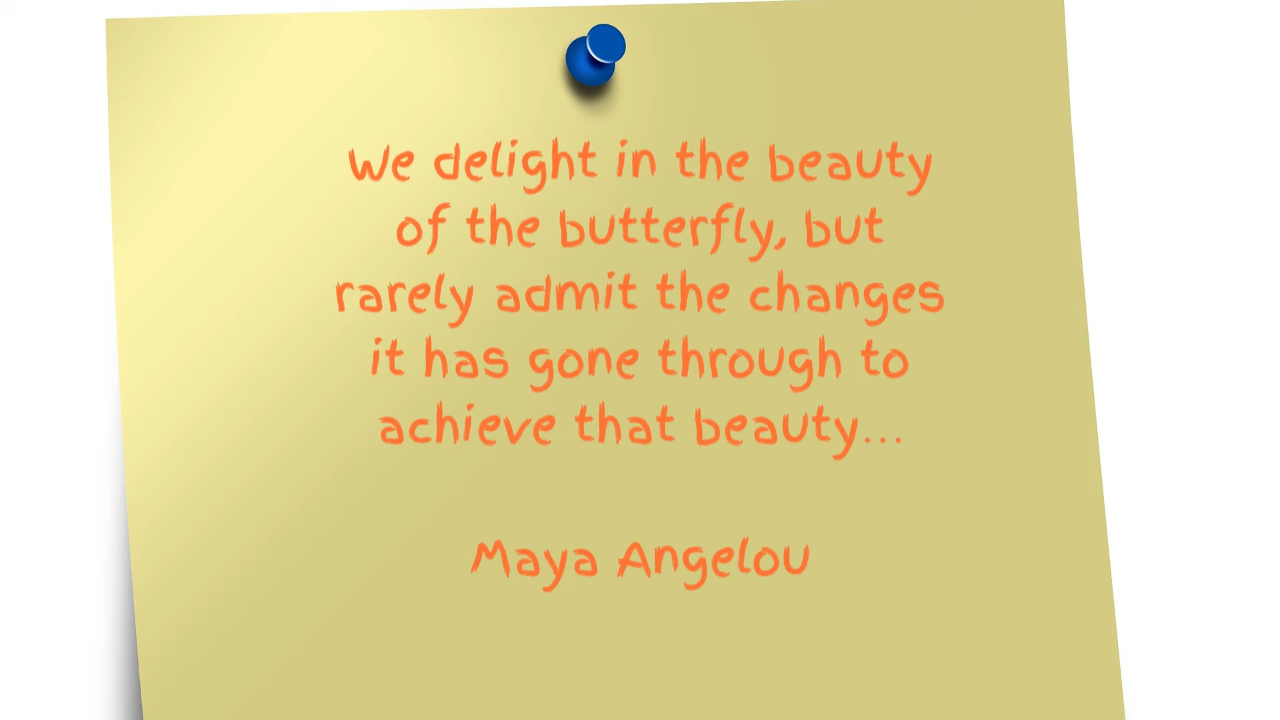 We delight in the beauty
of the butterfly, but
rarely admit the changes
it has gone through to
achieve that beauty...
Maya Angelou